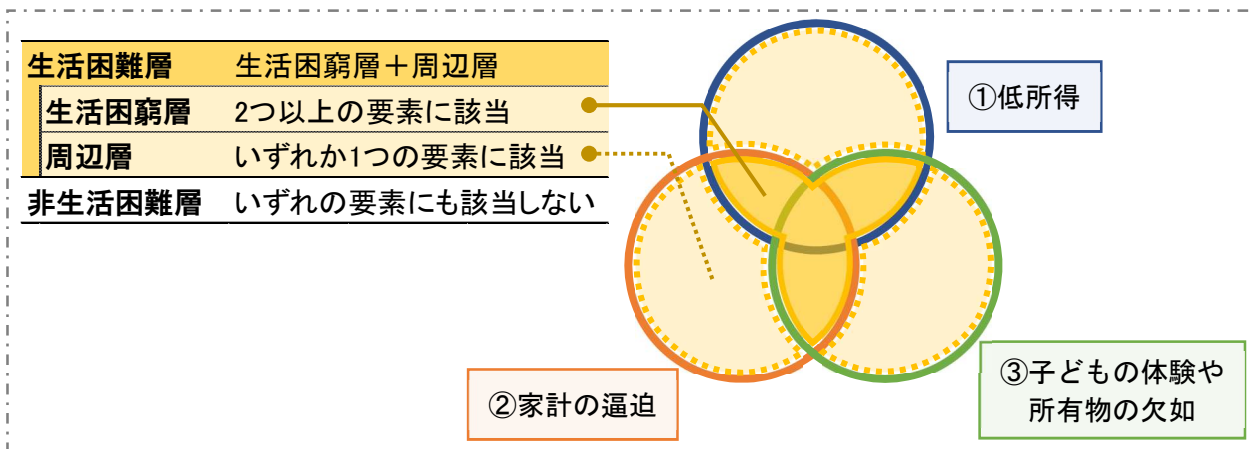 生活困難層 生活困窮層＋周辺層
生活困窮層 2つ以上の要素に該当
周辺層 いずれか1つの要素に該当
非生活困難層 いずれの要素にも該当しない
①低所得
②家計の逼迫
③子どもの体験や
所有物の欠如